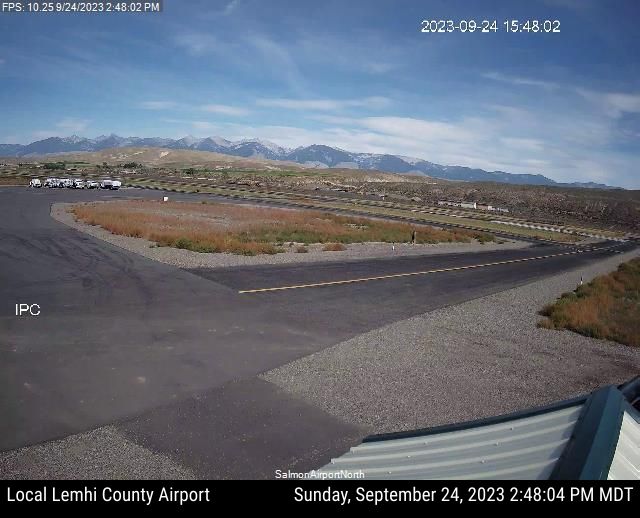 FPS: 10.25 9/24/2023 2:48:02 PM
2023-09-24 15:48:02
IPC
SalmonAirportNorth
Local Lemhi County Airport
Sunday, September 24, 2023 2:48:04 PM MDT